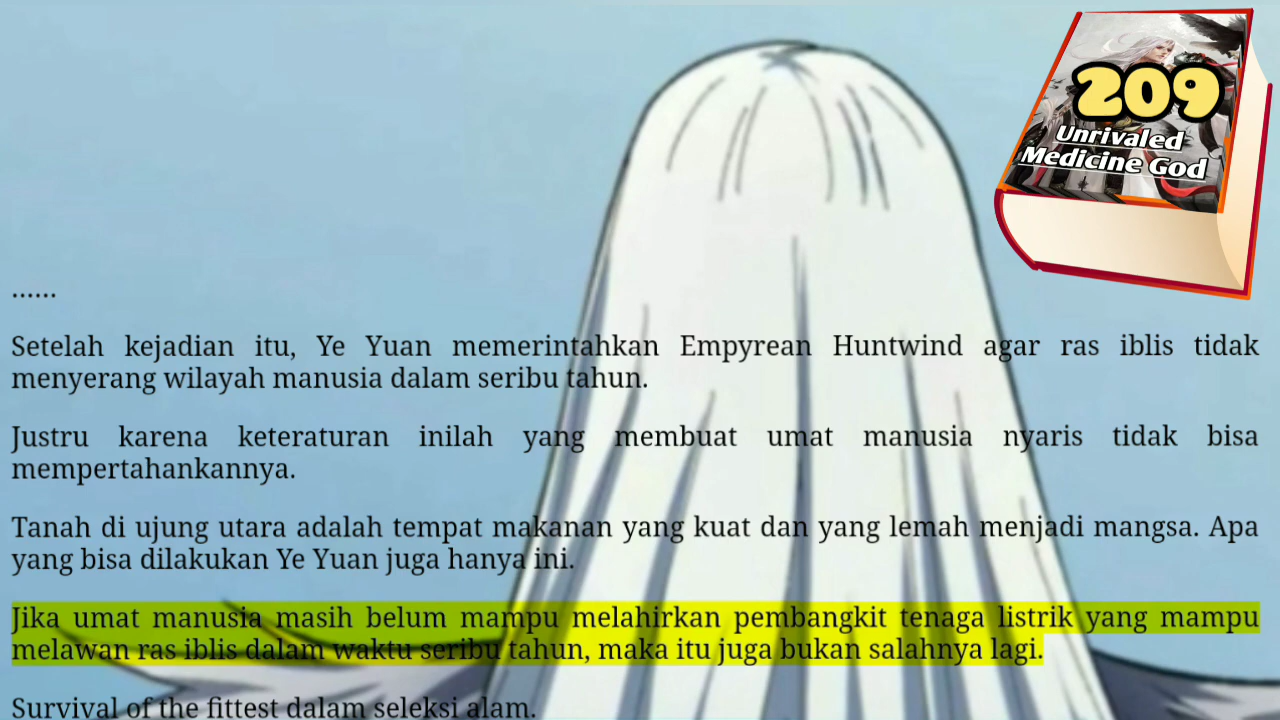 209
Unrivaled
Medicine God
......
Setelah kejadian itu, Ye Yuan memerintahkan Empyrean Huntwind agar ras iblis tidak
menyerang wilayah manusia dalam seribu tahun.
Justru karena keteraturan inilah yang membuat umat manusia nyaris tidak bisa
mempertahankannya.
Tanah di ujung utara adalah tempat makanan yang kuat dan yang lemah menjadi mangsa. Apa
yang bisa dilakukan Ye Yuan juga hanya ini.
Jika umat manusia masih belum mampu melahirkan pembangkit tenaga listrik yang mampu
melawan ras iblis dalam waktu seribu tahun, maka itu juga bukan salahnya lagi.
Survival of the fittest dalam seleksi alam.